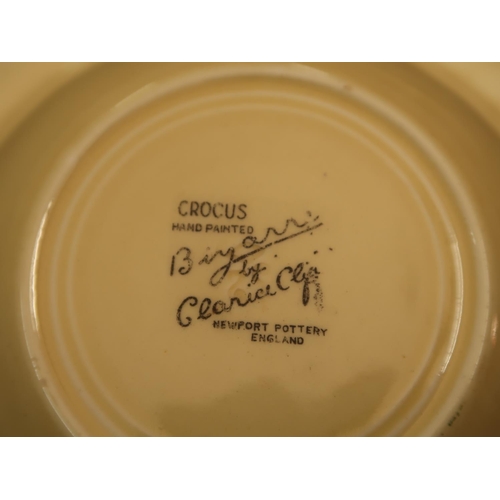 CROCUS
HAND PAINTED
Bizarre
by
Clarice Cliff
NEWPORT POTTERY
ENGLAND